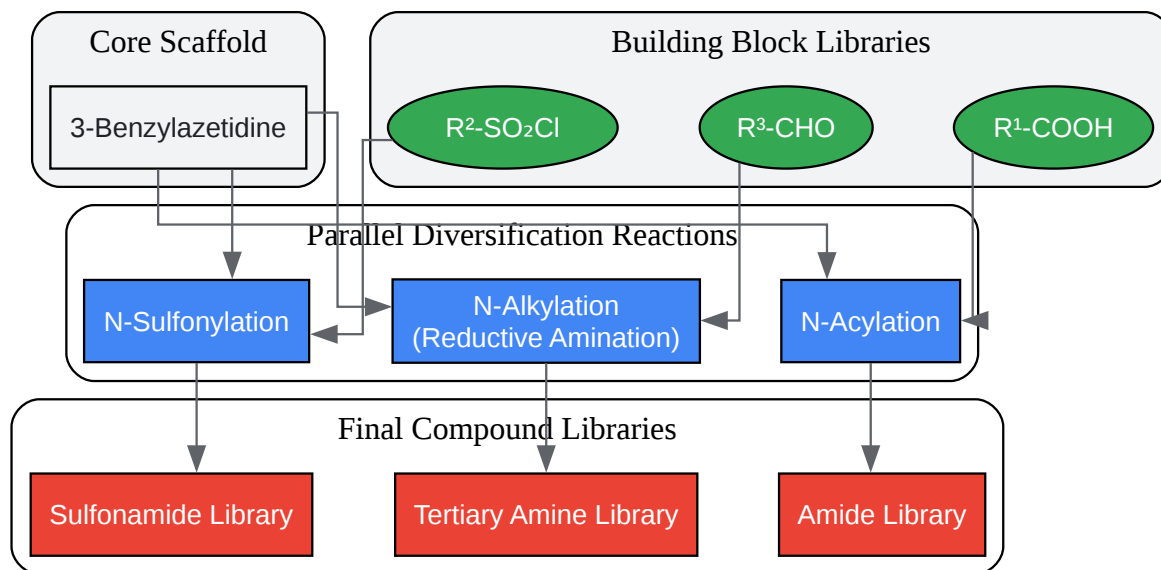 Core Scaffold
Building Block Libraries
3-Benzylazetidine
R²-SO₂Cl
R³-CHO
R¹-COOH
Parallel Diversification Reactions
N-Sulfonylation
N-Alkylation
(Reductive Amination)
N-Acylation
Final Compound Libraries
Sulfonamide Library
Tertiary Amine Library
Amide Library